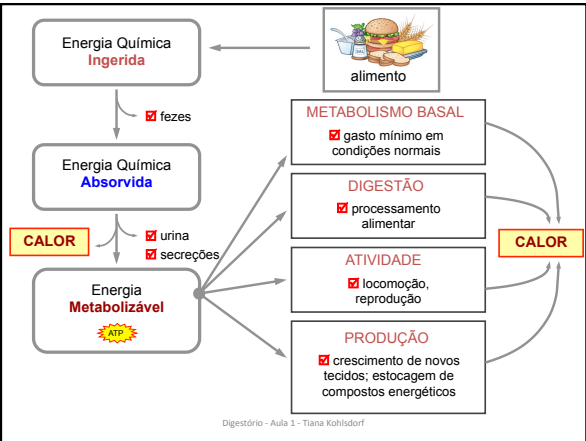 Energia Química
Ingerida
alimento
fezes
METABOLISMO BASAL
gasto mínimo em
condições normais
Energia Química
Absorvida
DIGESTÃO
processamento
alimentar
CALOR
urina
secreções
CALOR
ATIVIDADE
locomoção,
reprodução
Energia
Metabolizável
ATP
PRODUÇÃO
crescimento de novos
tecidos; estocagem de
compostos energéticos
Digestório - Aula 1 - Tiana Kohlsdorf